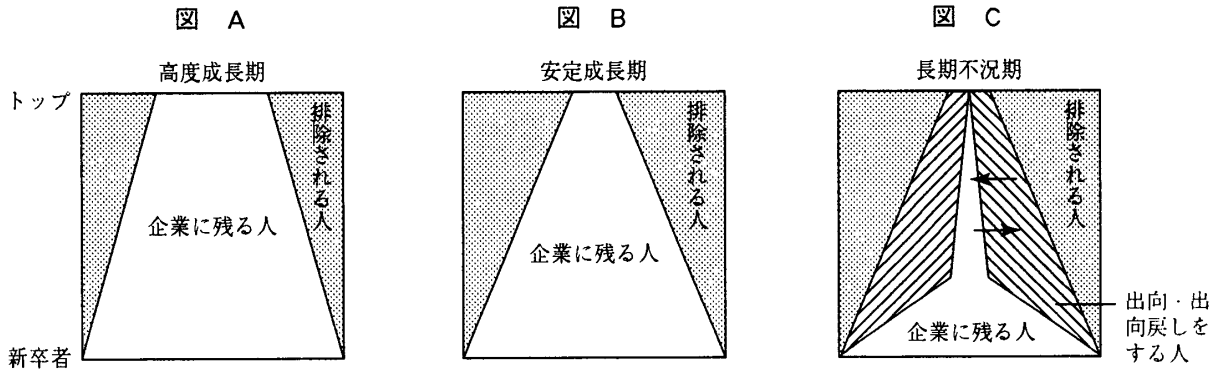 図 A
高度成長期
トップ
排除される人
企業に残る人
新卒者
図 B
安定成長期
排除される人
企業に残る人
図 C
長期不況期
排除される人
企業に残る人
出向・出
向戻しを
する人